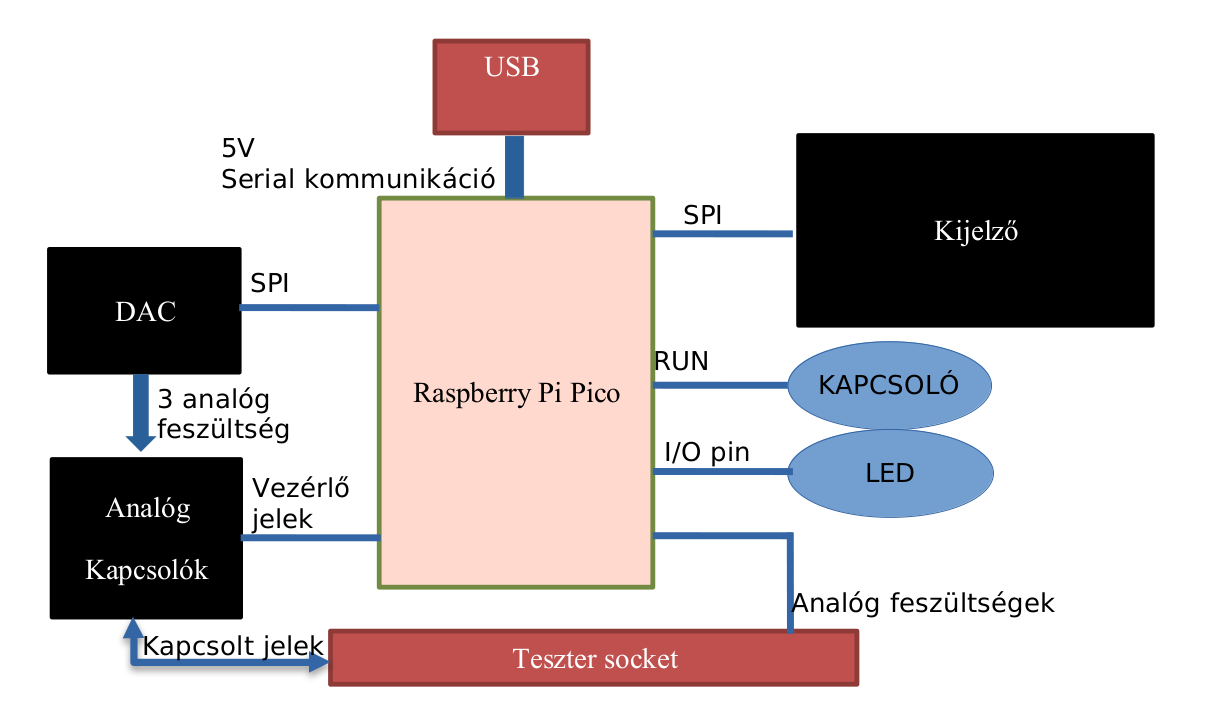 USB
5V
Serial kommunikáció
SPI
Kijelző
SPI
DAC
RUN
KAPCSOLÓ
Raspberry Pi Pico
3 analóg
feszültség
I/O pin
LED
Vezérlő
jelek
Analóg
Kapcsolók
Analóg feszültségek
Kapcsolt jelek
Teszter socket